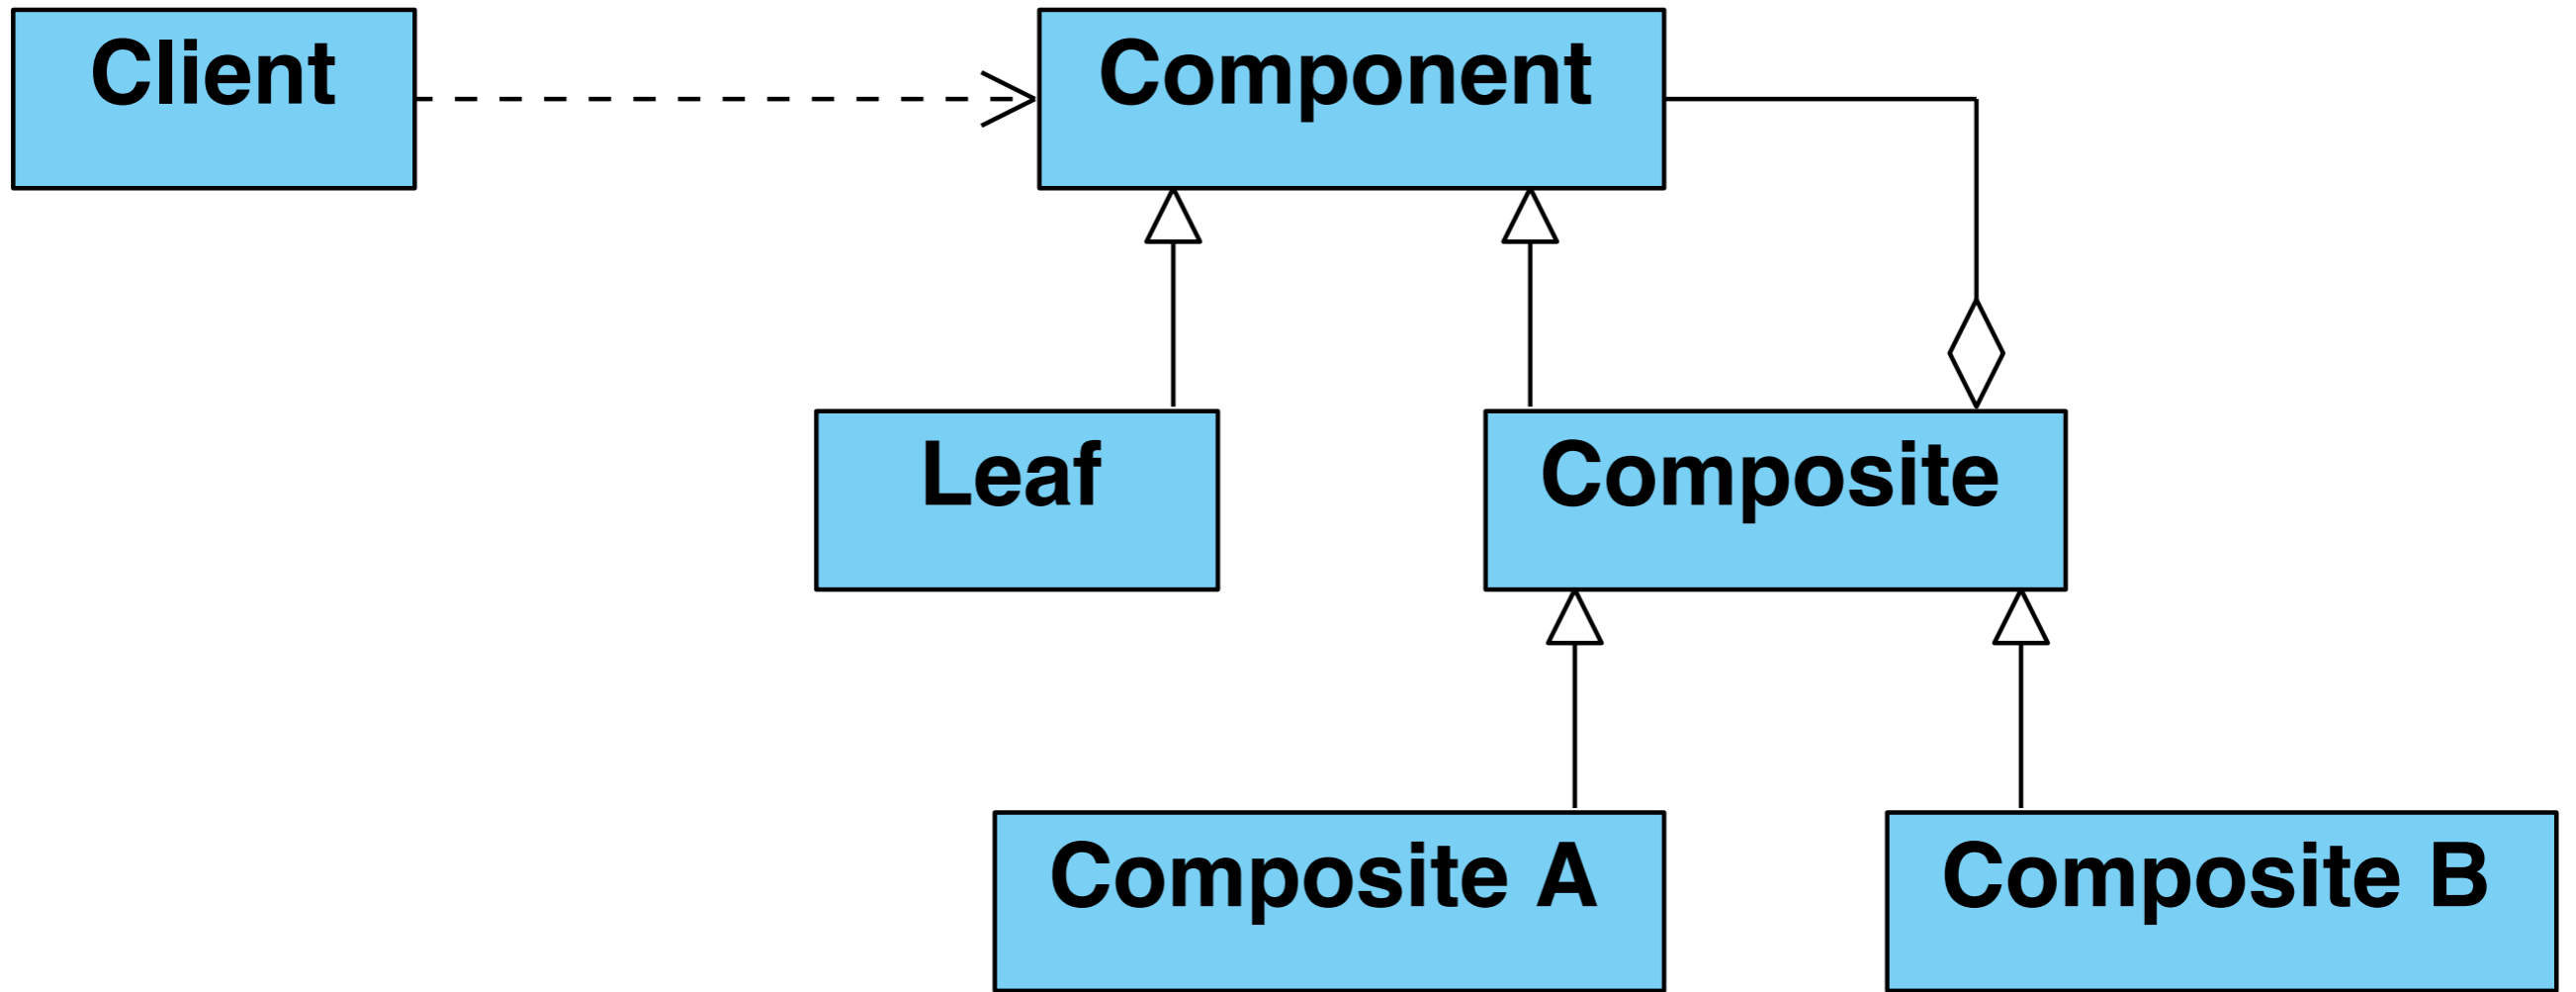 Client
Component
Leaf
Composite
Composite A
Composite B